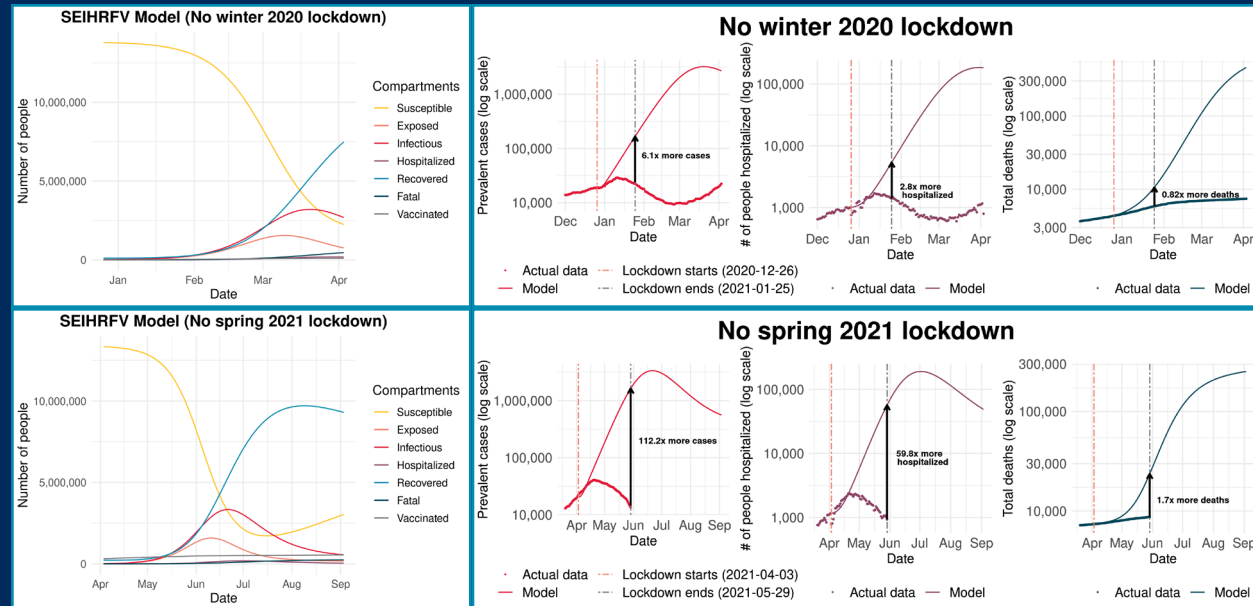 SEIHRFV Model (No winter 2020 lockdown)
Number of people
10,000,000
5,000,000
0
Jan
Feb
Mar
Apr
Date
Compartments
Susceptible
Exposed
Infectious
Hospitalized
Recovered
Fatal
Vaccinated
No winter 2020 lockdown
Prevalent cases (log scale)
1,000,000
100,000
10,000
6.1x more cases
Dec
Jan
Feb
Mar
Apr
Date
# of people hospitalized (log scale)
100,000
10,000
1,000
2.8x more
hospitalized
Dec
Jan
Feb
Mar
Apr
Date
Total deaths (log scale)
300,000
100,000
30,000
10,000
3,000
0.82x more deaths
Dec
Jan
Feb
Mar
Apr
Date
Actual data
Lockdown starts (2020-12-26)
Model
Lockdown ends (2021-01-25)
Actual data
Model
Actual data
Model
SEIHRFV Model (No spring 2021 lockdown)
Number of people
10,000,000
5,000,000
0
Apr
May
Jun
Jul
Aug
Sep
Date
Compartments
Susceptible
Exposed
Infectious
Hospitalized
Recovered
Fatal
Vaccinated
No spring 2021 lockdown
Prevalent cases (log scale)
1,000,000
100,000
10,000
112.2x more cases
Apr
May
Jun
Jul
Aug
Sep
Date
# of people hospitalized (log scale)
100,000
10,000
1,000
59.8x more
hospitalized
Apr
May
Jun
Jul
Aug
Sep
Date
Total deaths (log scale)
300,000
100,000
30,000
10,000
1.7x more deaths
Apr
Jun
Jul
Aug
Sep
Date
Actual data
Lockdown starts (2021-04-03)
Model
Lockdown ends (2021-05-29)
Actual data
Model
Actual data
Model